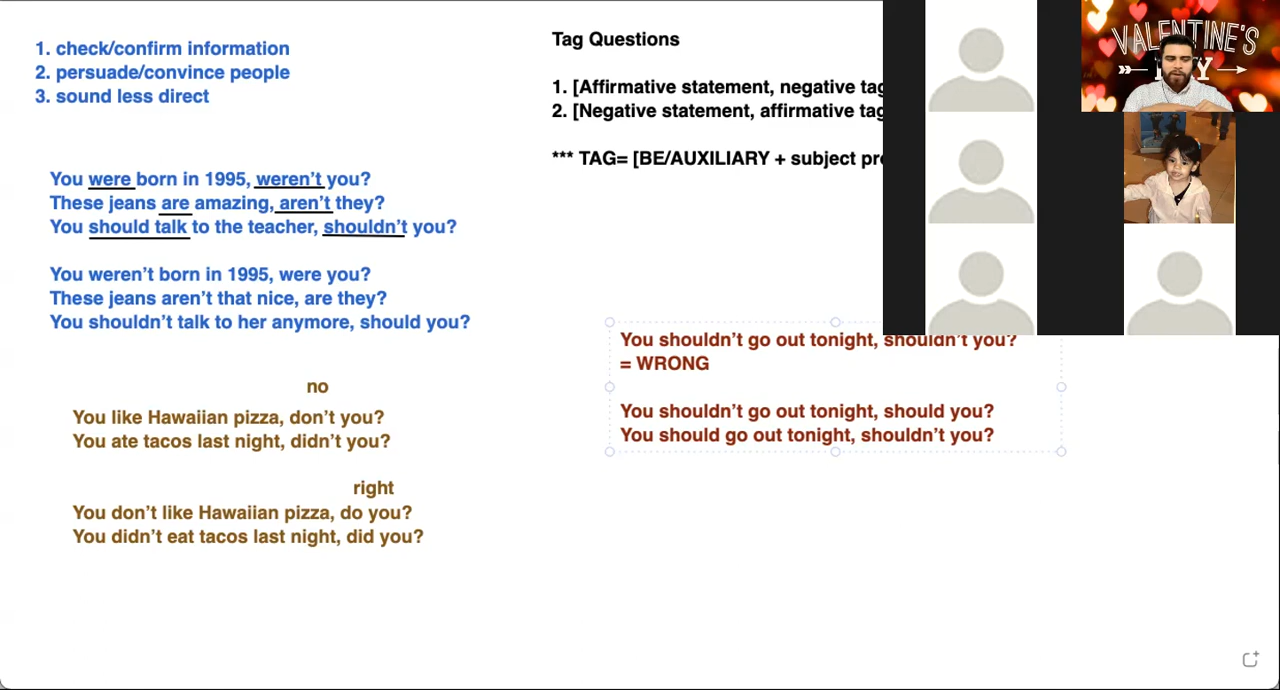 1. check/confirm information
2. persuade/convince people
3. sound less direct
You were born in 1995, weren't you?
These jeans are amazing, aren't they?
You should talk to the teacher, shouldn't you?
You weren't born in 1995, were you?
These jeans aren't that nice, are they?
You shouldn't talk to her anymore, should you?
no
You like Hawaiian pizza, don't you?
You ate tacos last night, didn't you?
right
You don't like Hawaiian pizza, do you?
You didn't eat tacos last night, did you?
Tag Questions
1. [Affirmative statement, negative tag
2. [Negative statement, affirmative tag
*** TAG= [BE/AUXILIARY + subject
You shouldn't go out tonight, shouldn't you?
= WRONG
You shouldn't go out tonight, should you?
You should go out tonight, shouldn't you?
VALENTINE'S